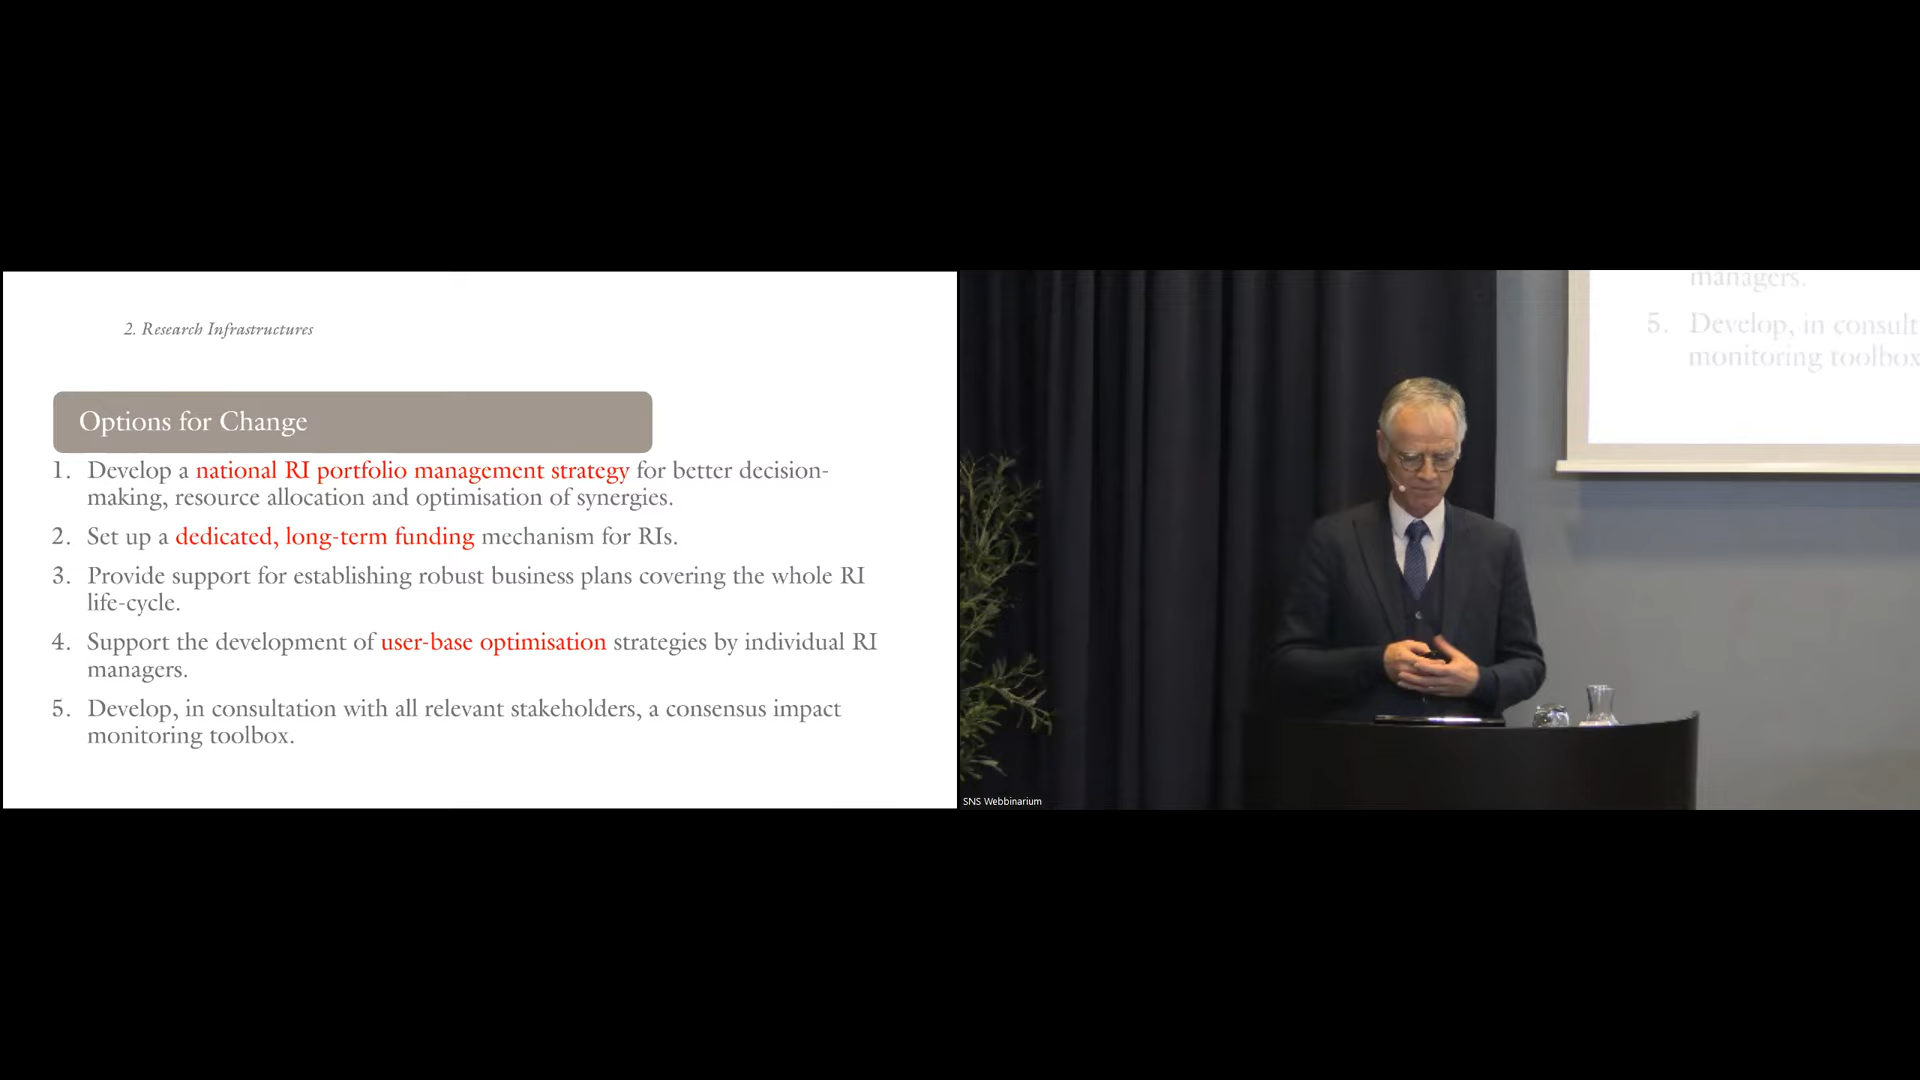 2. Research Infrastructures
Options for Change
1. Develop a national RI portfolio management strategy for better decision-
making, resource allocation and optimisation of synergies.
2. Set up a dedicated, long-term funding mechanism for RIs.
3. Provide support for establishing robust business plans covering the whole RI
life-cycle.
4. Support the development of user-base optimisation strategies by individual RI
managers.
5. Develop, in consultation with all relevant stakeholders, a consensus impact
monitoring toolbox.
managers.
5. Develop, in consult
monitoring toolbox
SNS Webbinarium